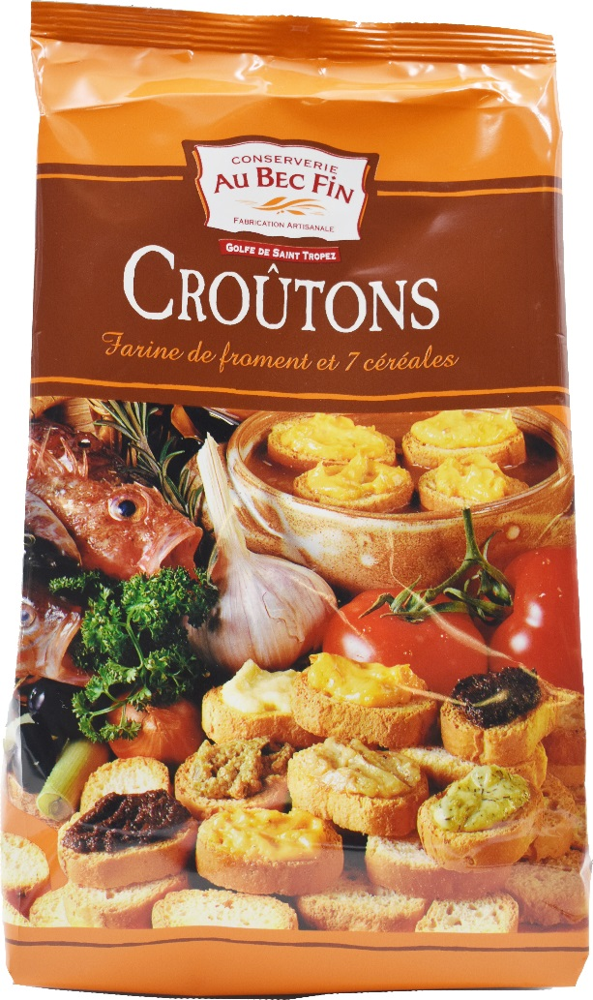 CONSERVERIE
AU BEC FIN
FABRICATION ARTISANALE
GOLFE DE SAINT TROPEZ
CROÛTONS
Farine de froment et 7 céréales